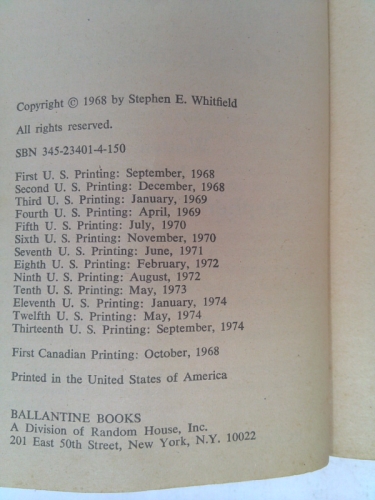 Copyright © 1968 by Stephen E. Whitfield
All rights reserved.
SBN 345-23401-4-150
First U. S. Printing: September, 1968
Second U. S. Printing: December, 1968
Third U. S. Printing: January, 1969
Fourth U. S. Printing: April, 1969
Fifth U. S. Printing: July, 1970
Sixth U. S. Printing: November, 1970
Seventh U. S. Printing: June, 1971
Eighth U. S. Printing: February, 1972
Ninth U. S. Printing: August, 1972
Tenth U. S. Printing: May, 1973
Eleventh U. S. Printing: January, 1974
Twelfth U. S. Printing: May, 1974
Thirteenth U. S. Printing: September, 1974
First Canadian Printing: October, 1968
Printed in the United States of America
BALLANTINE BOOKS
A Division of Random House, Inc.
201 East 50th Street, New York, N.Y. 10022